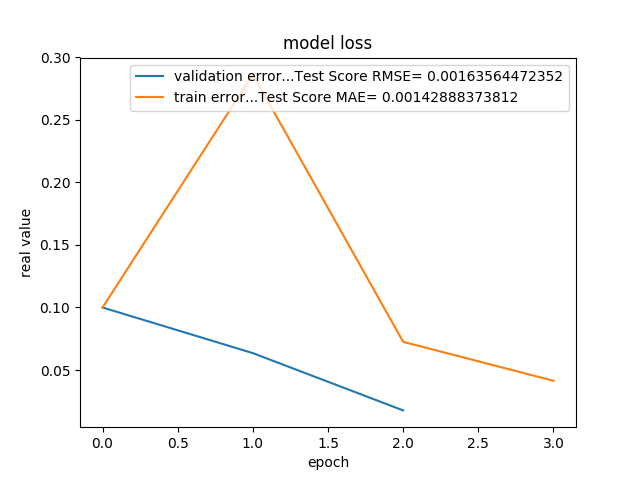 model loss
validation error...Test Score RMSE= 0.00163564472352
train error...Test Score MAE= 0.00142888373812
real value
0.30
0.25
0.20
0.15
0.10
0.05
0.0 0.5 1.0 1.5 2.0 2.5 3.0
epoch